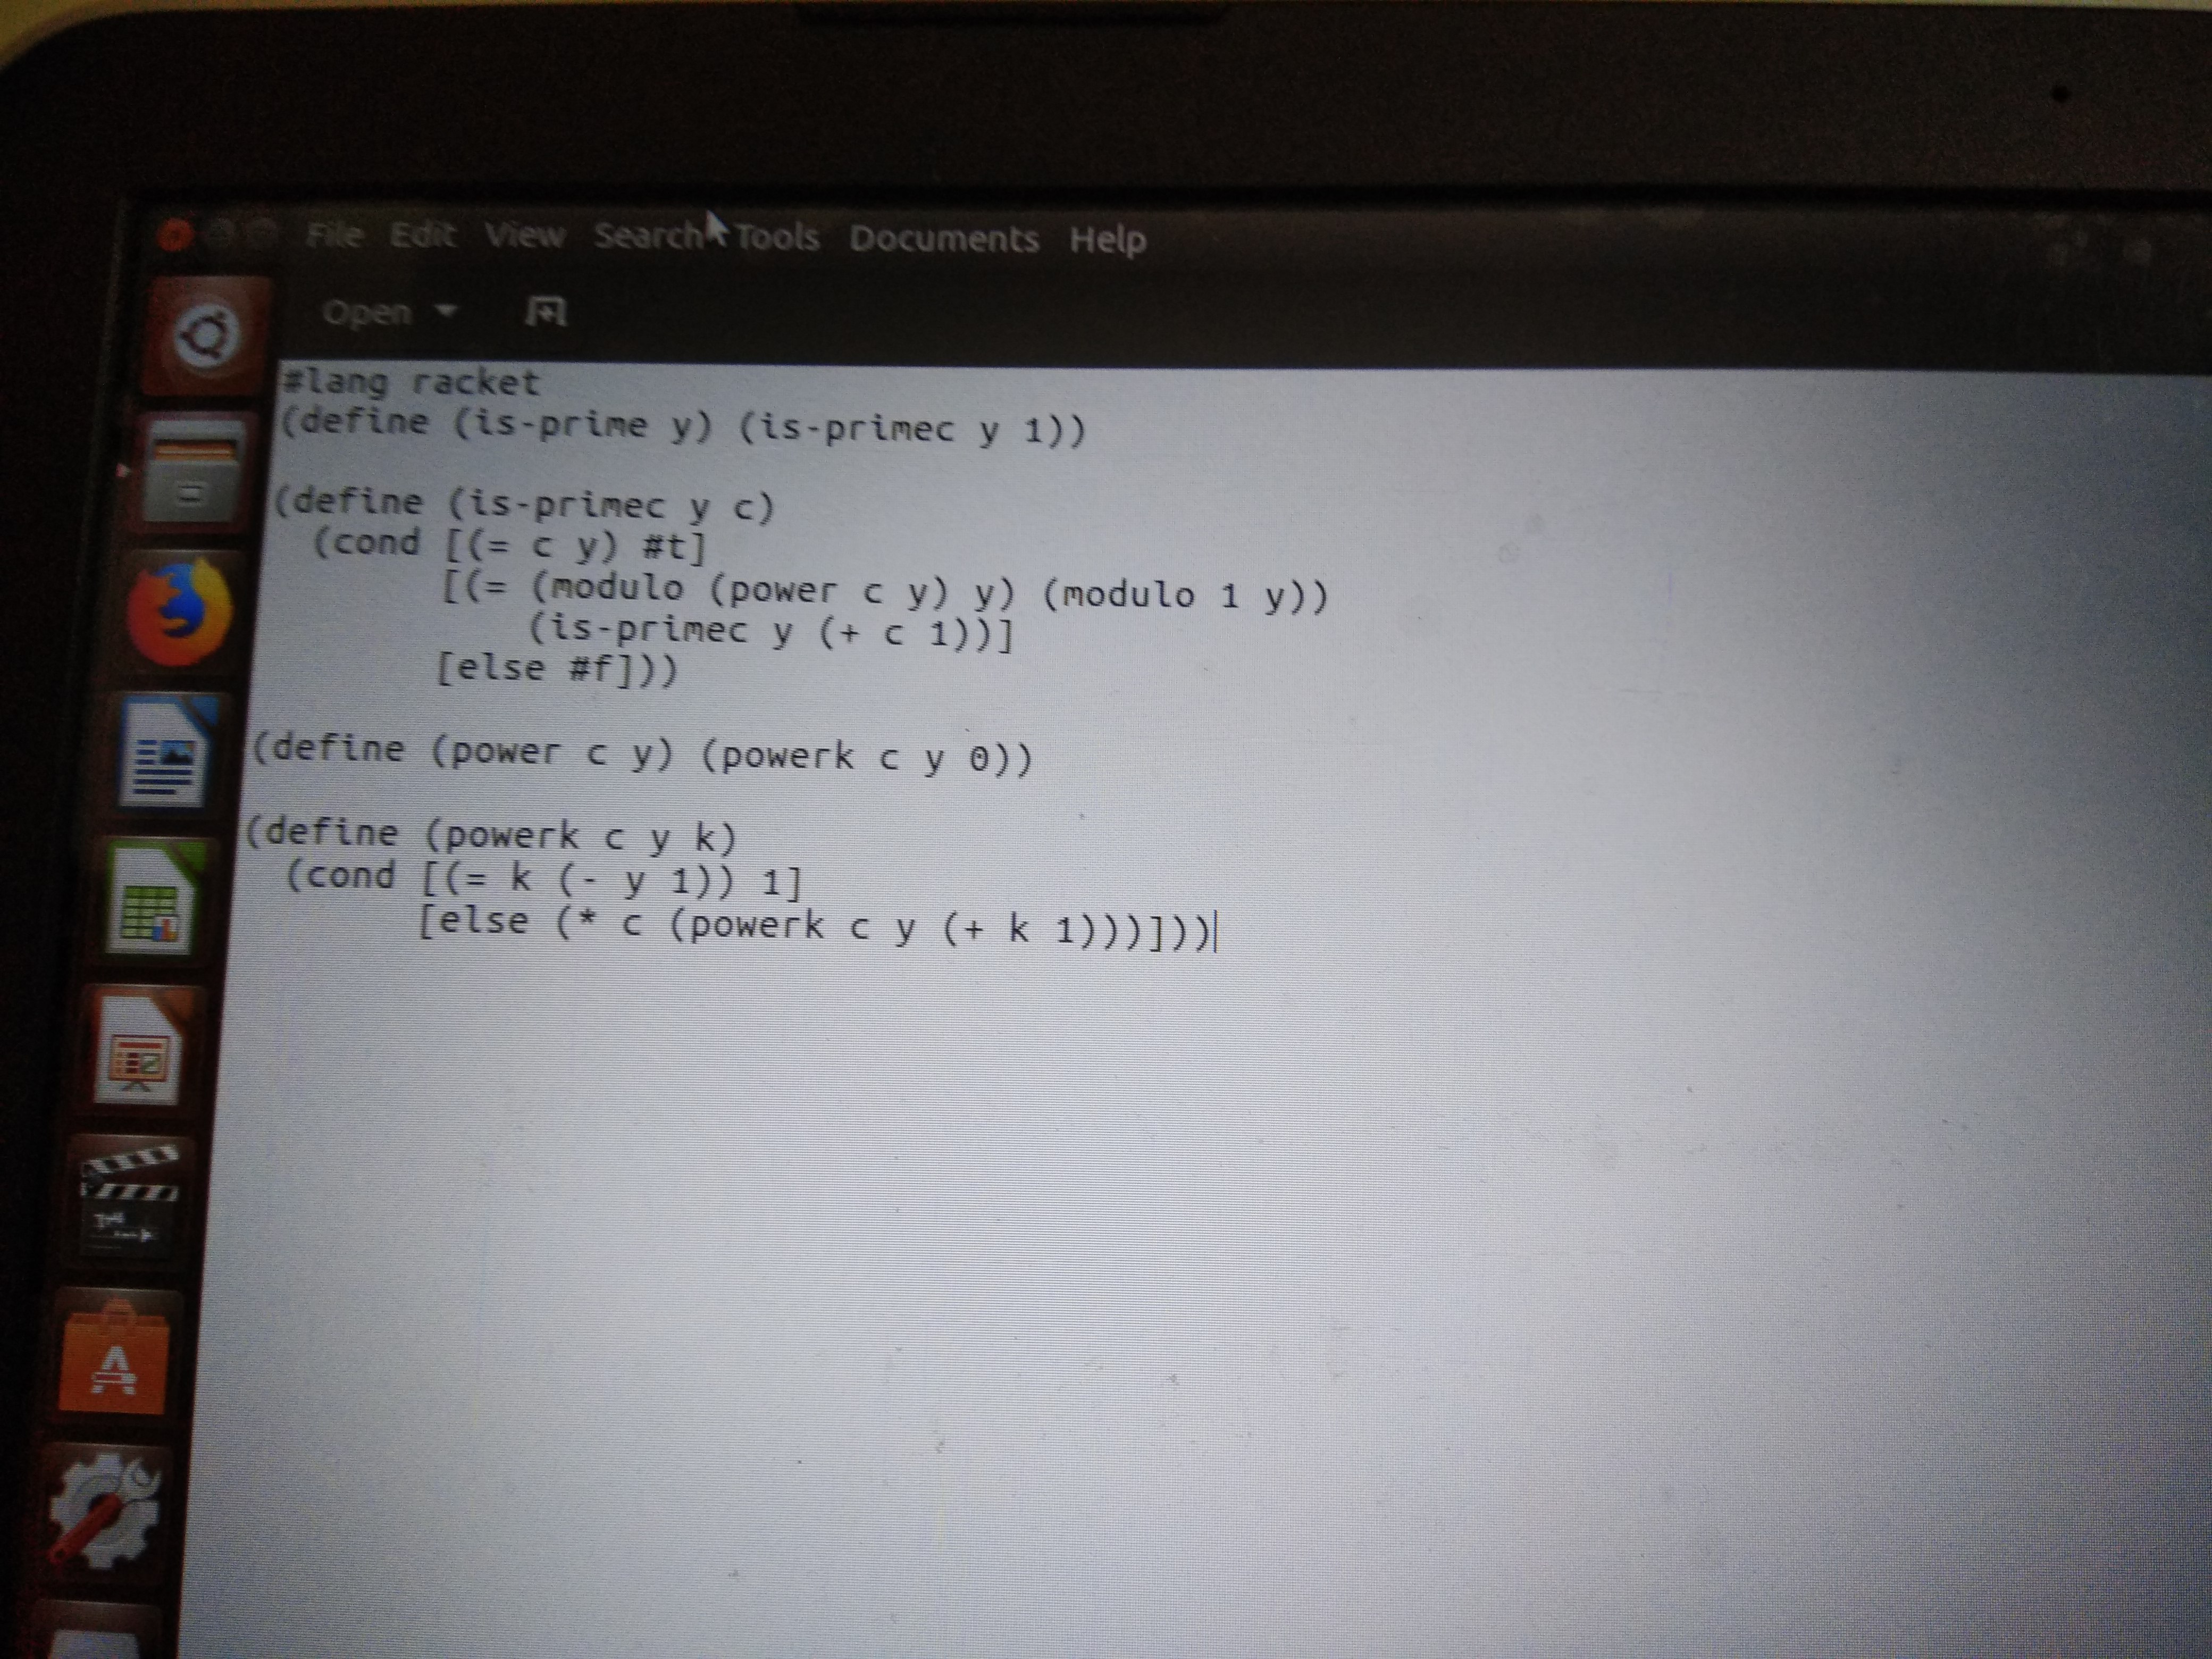 File Edit View Search Tools Documents Help
Open
#lang racket
(define (is-prime y) (is-primec y 1))
(define (is-primec y c)
(cond [(= c y) #t]
[(= (modulo (power c y) y) (modulo 1 y))
(is-primec y (+ c 1))]
[else #f]))
(define (power c y) (powerk c y 0))
(define (powerk c y k)
(cond [(= k (- y 1)) 1]
[else (* c (powerk c y (+ k 1)))]))